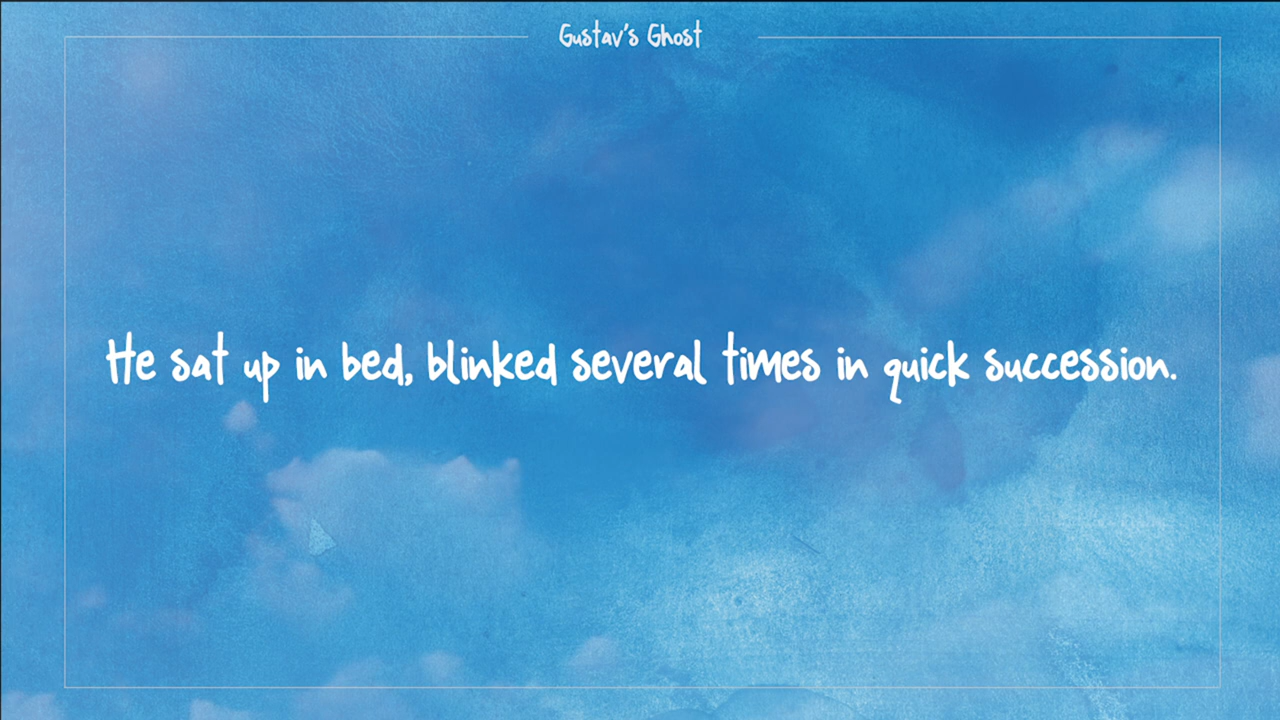 Gustav's Ghost
He sat up in bed, blinked several times in quick succession.